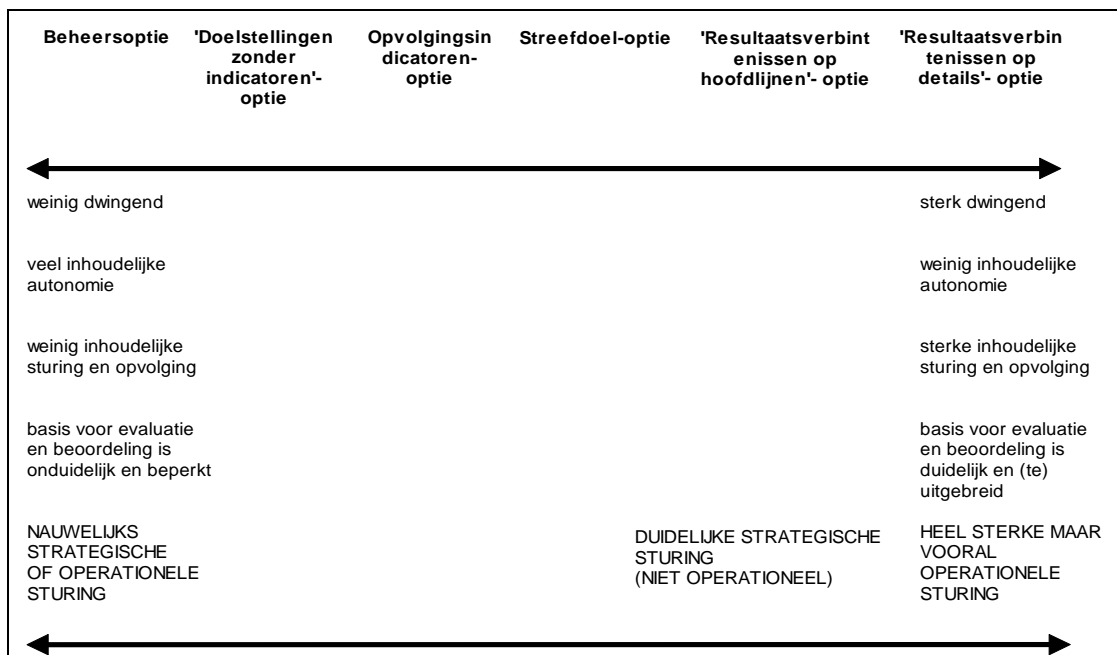 Beheersoptie
'Doelstellingen
zonder
indicatoren'-
optie
Opvolgingsin
dicatoren-
optie
Streefdoel-optie
'Resultaatsverbint
enissen op
hoofdlijnen'- optie
'Resultaatsverbin
tenissen op
details'- optie
weinig dwingend
sterk dwingend
veel inhoudelijke
autonomie
weinig inhoudelijke
autonomie
weinig inhoudelijke
sturing en opvolging
sterke inhoudelijke
sturing en opvolging
basis voor evaluatie
en beoordeling is
onduidelijk en beperkt
basis voor evaluatie
en beoordeling is
duidelijk en (te)
uitgebreid
NAUWELIJKS
STRATEGISCHE
OF OPERATIONELE
STURING
DUIDELIJKE STRATEGISCHE
STURING
(NIET OPERATIONEEL)
HEEL STERKE MAAR
VOORAL
OPERATIONELE
STURING